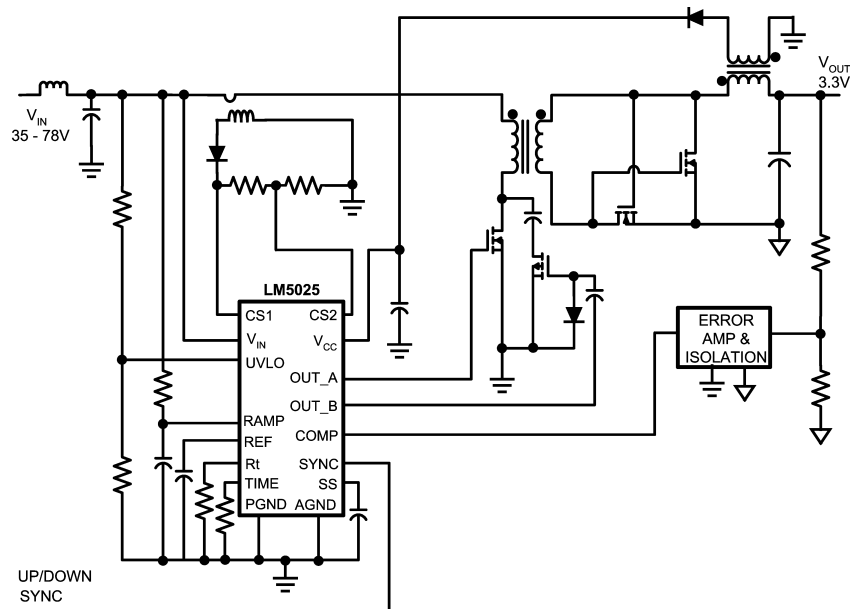 V_OUT
3.3V
V_IN
35 - 78V
LM5025
CS1
CS2
V_IN
V_CC
UVLO
OUT_A
OUT_B
RAMP
COMP
REF
Rt
SYNC
TIME
SS
PGND
AGND
ERROR
AMP &
ISOLATION
UP/DOWN
SYNC